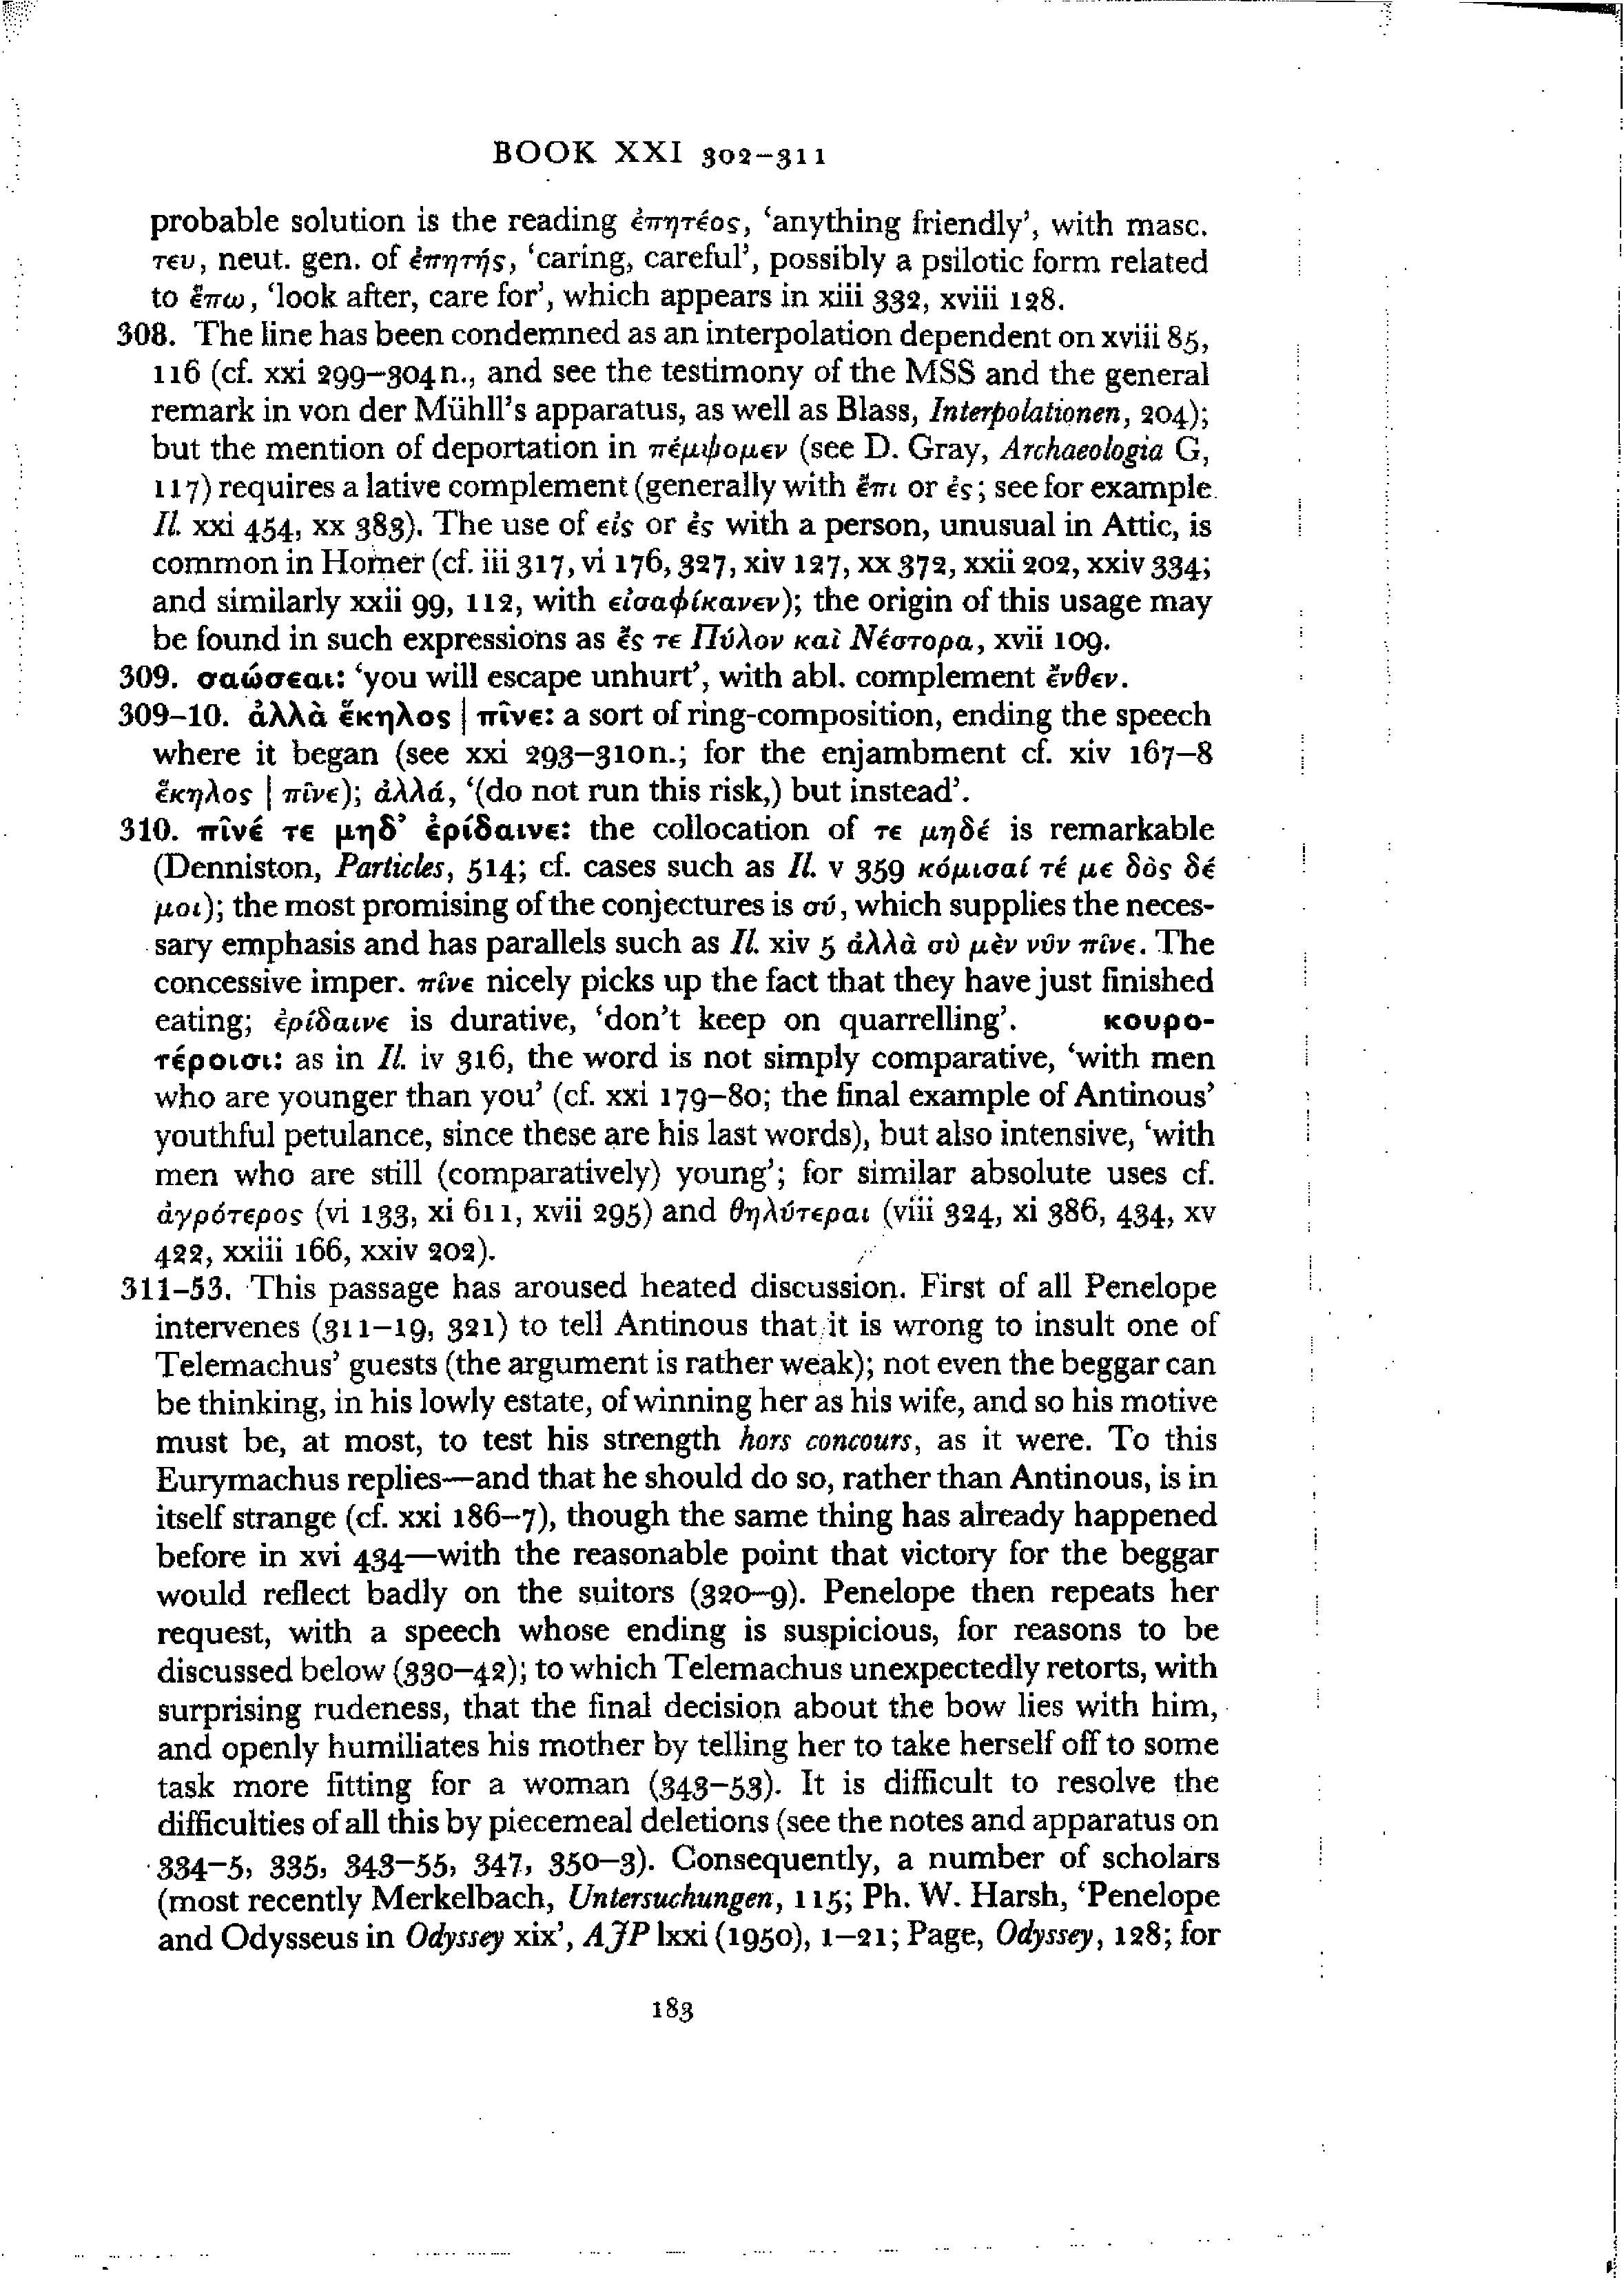 BOOK XXI 302–311
probable solution is the reading ἐπητέος, ‘anything friendly’, with masc.
τευ, neut. gen. of ἐπητής, ‘caring, careful’, possibly a psilotic form related
to ἔπω, ‘look after, care for’, which appears in xiii 332, xviii 128.
308. The line has been condemned as an interpolation dependent on xviii 85,
116 (cf. xxi 299–304 n., and see the testimony of the MSS and the general
remark in von der Mühll’s apparatus, as well as Blass, Interpolationen, 204);
but the mention of deportation in πέμψομεν (see D. Gray, Archaeologia G,
117) requires a lative complement (generally with ἔπι or ἐς; see for example
Il. xxi 454, xx 383). The use of εἰς or ἐς with a person, unusual in Attic, is
common in Homer (cf. iii 317, vi 176, 327, xiv 127, xx 372, xxii 202, xxiv 334;
and similarly xxii 99, 112, with εἰσαφίκανεν); the origin of this usage may
be found in such expressions as ἔς τε Πύλον καὶ Νέστορα, xvii 109.
309. σαώσεαι: ‘you will escape unhurt’, with abl. complement ἔνθεν.
309–10. ἀλλὰ ἕκηλος | πῖνε: a sort of ring-composition, ending the speech
where it began (see xxi 293–310 n.; for the enjambment cf. xiv 167–8
ἕκηλος | πῖνε); ἀλλά, ‘(do not run this risk,) but instead’.
310. πῖνέ τε μηδ’ ἐρίδαινε: the collocation of τε μηδέ is remarkable
(Denniston, Particles, 514; cf. cases such as Il. v 359 κόμισαί τέ με δὸς δέ
μοι); the most promising of the conjectures is σύ, which supplies the neces-
sary emphasis and has parallels such as Il. xiv 5 ἀλλὰ σὺ μὲν νῦν πῖνε. The
concessive imper. πῖνε nicely picks up the fact that they have just finished
eating; ἐρίδαινε is durative, ‘don’t keep on quarrelling’. κουρο-
τέροισι: as in Il. iv 316, the word is not simply comparative, ‘with men
who are younger than you’ (cf. xxi 179–80; the final example of Antinous’
youthful petulance, since these are his last words), but also intensive, ‘with
men who are still (comparatively) young’; for similar absolute uses cf.
ἀγρότερος (vi 133, xi 611, xvii 295) and θηλύτεραι (viii 324, xi 386, 434, xv
422, xxiii 166, xxiv 202).
311–53. This passage has aroused heated discussion. First of all Penelope
intervenes (311–19, 321) to tell Antinous that it is wrong to insult one of
Telemachus’ guests (the argument is rather weak); not even the beggar can
be thinking, in his lowly estate, of winning her as his wife, and so his motive
must be, at most, to test his strength hors concours, as it were. To this
Eurymachus replies—and that he should do so, rather than Antinous, is in
itself strange (cf. xxi 186–7), though the same thing has already happened
before in xvi 434—with the reasonable point that victory for the beggar
would reflect badly on the suitors (320–9). Penelope then repeats her
request, with a speech whose ending is suspicious, for reasons to be
discussed below (330–42); to which Telemachus unexpectedly retorts, with
surprising rudeness, that the final decision about the bow lies with him,
and openly humiliates his mother by telling her to take herself off to some
task more fitting for a woman (343–53). It is difficult to resolve the
difficulties of all this by piecemeal deletions (see the notes and apparatus on
334–5, 335, 343–55, 347, 350–3). Consequently, a number of scholars
(most recently Merkelbach, Untersuchungen, 115; Ph. W. Harsh, ‘Penelope
and Odysseus in Odyssey xix’, AJP lxxi (1950), 1–21; Page, Odyssey, 128; for
183